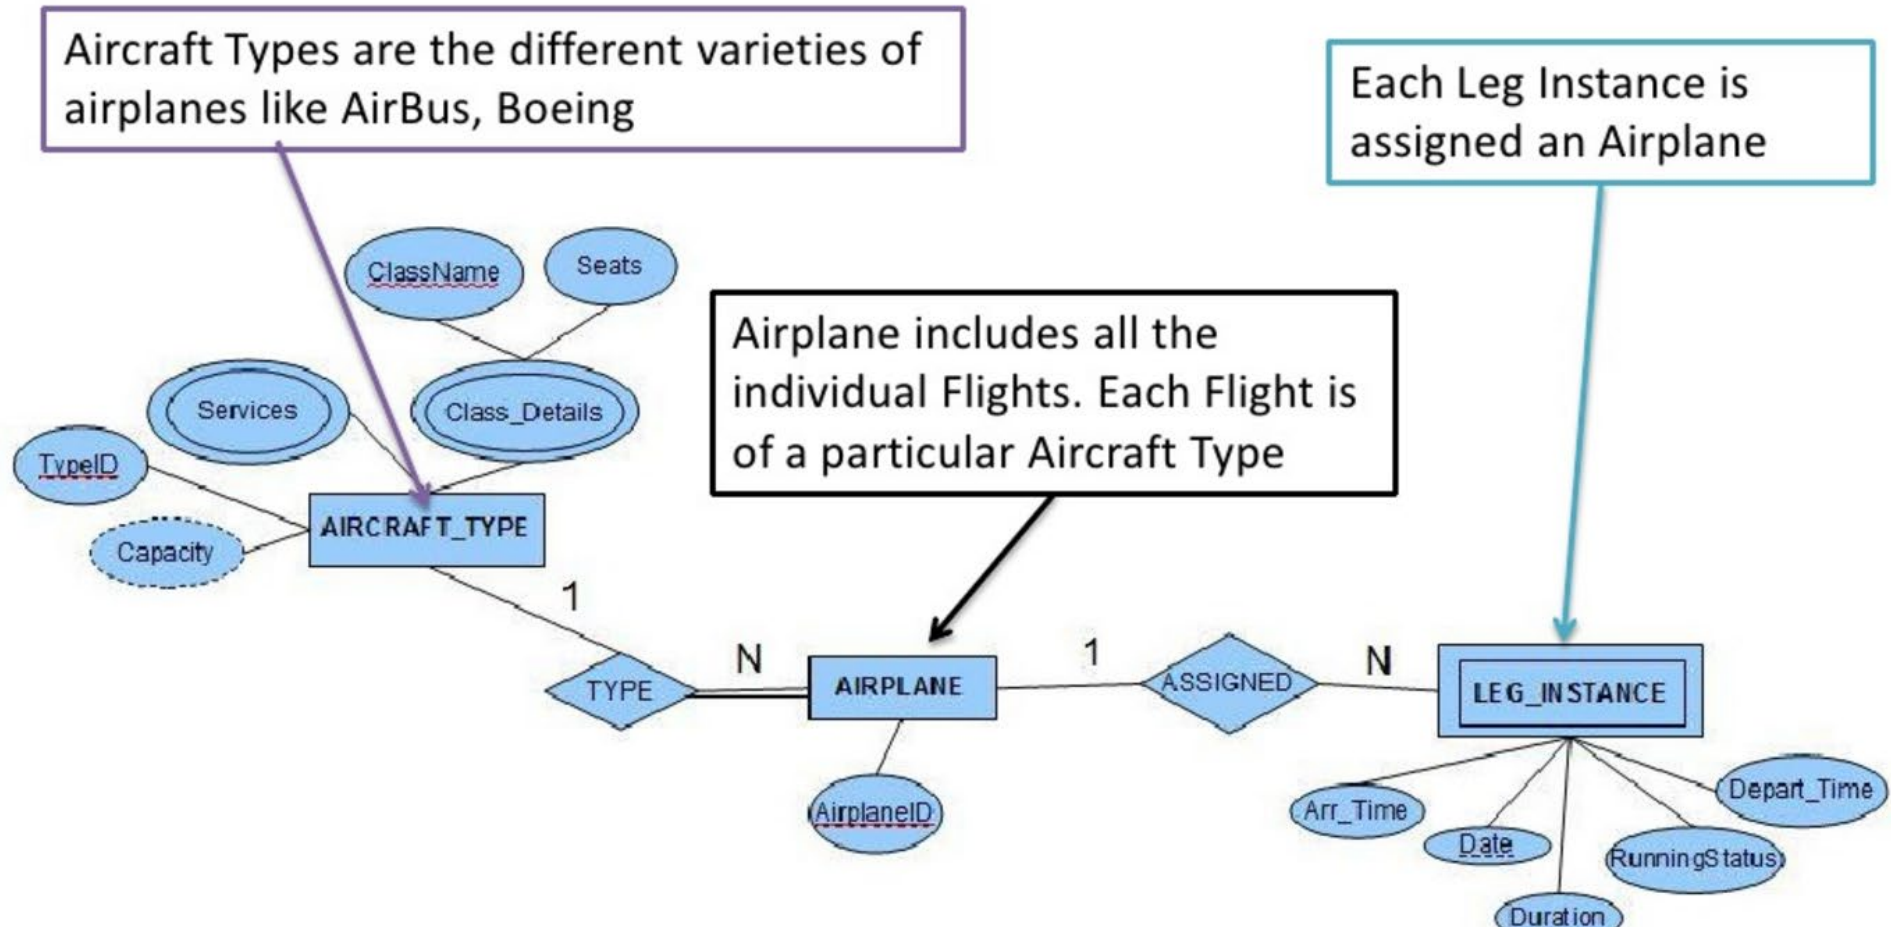 Aircraft Types are the different varieties of
airplanes like AirBus, Boeing
Each Leg Instance is
assigned an Airplane
ClassName
Seats
Airplane includes all the
individual Flights. Each Flight is
of a particular Aircraft Type
Services
Class_Details
TypeID
AIRCRAFT_TYPE
Capacity
1
TYPE
N
AIRPLANE
1
ASSIGNED
N
LEG_INSTANCE
AirplaneID
Arr_Time
Date
Duration
RunningStatus
Depart_Time